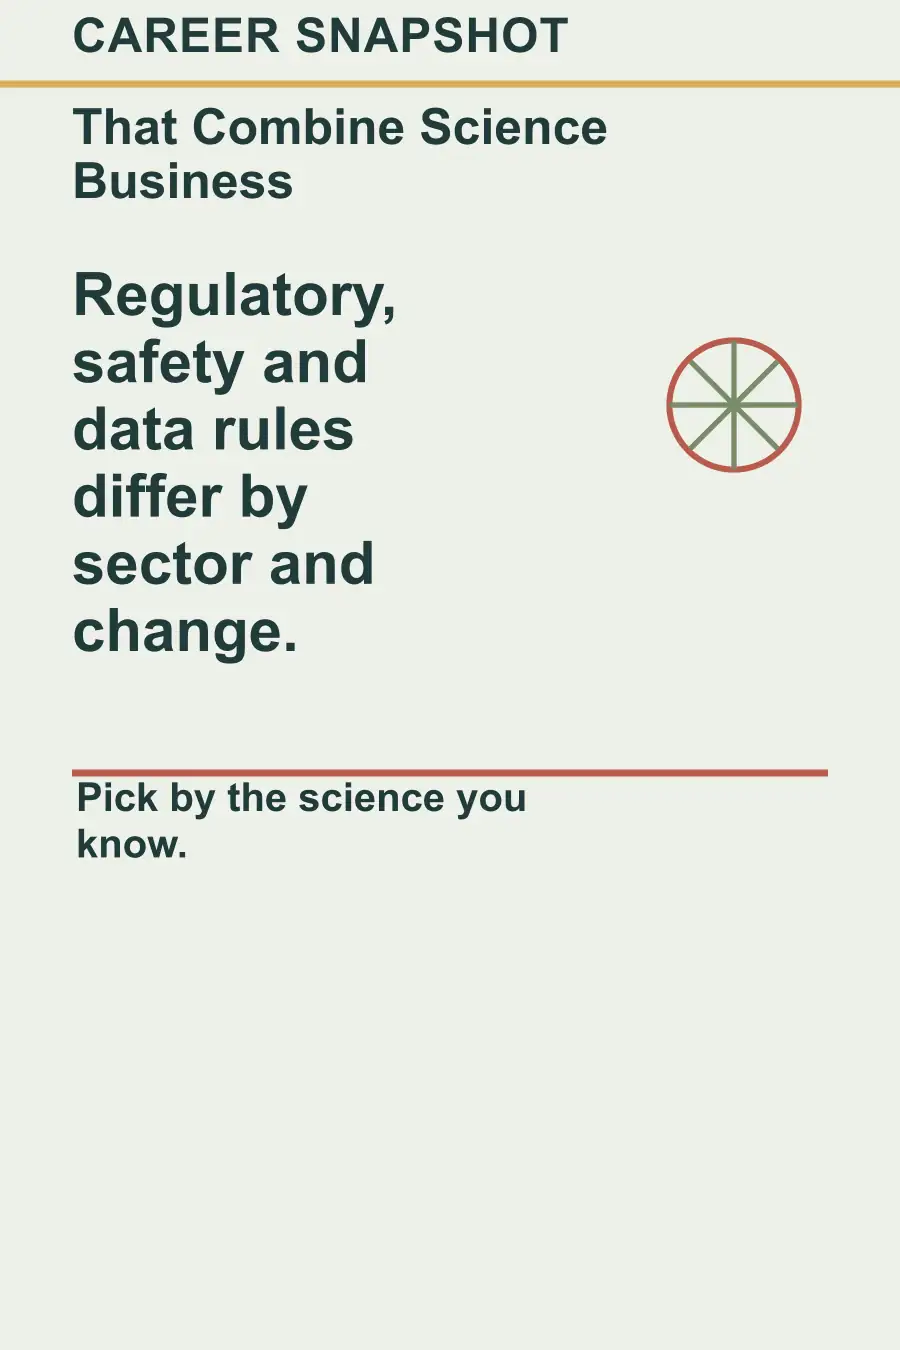 CAREER SNAPSHOT
That Combine Science
Business
Regulatory,
safety and
data rules
differ by
sector and
change.
Pick by the science you
know.